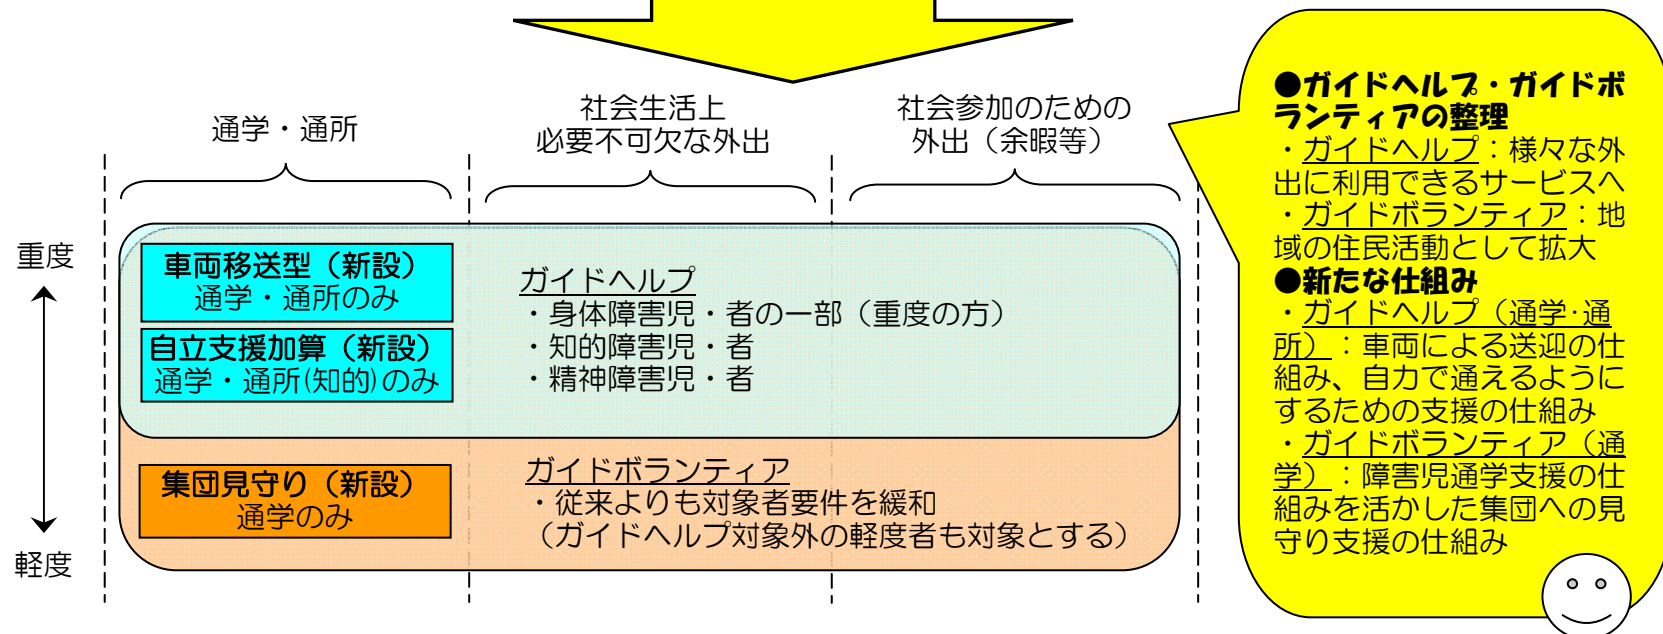 通学・通所
社会生活上
必要不可欠な外出
社会参加のための
外出（余暇等）
重度
軽度
車両移送型（新設）
通学・通所のみ
自立支援加算（新設）
通学・通所(知的)のみ
ガイドヘルプ
・身体障害児・者の一部（重度の方）
・知的障害児・者
・精神障害児・者
集団見守り（新設）
通学のみ
ガイドボランティア
・従来よりも対象者要件を緩和
（ガイドヘルプ対象外の軽度者も対象とする）
●ガイドヘルプ・ガイドボ
ランティアの整理
・ガイドヘルプ：様々な外
出に利用できるサービスへ
・ガイドボランティア：地
域の住民活動として拡大
●新たな仕組み
・ガイドヘルプ（通学･通
所）：車両による送迎の仕
組み、自力で通えるように
するための支援の仕組み
・ガイドボランティア（通
学）：障害児通学支援の仕
組みを活かした集団への見
守り支援の仕組み